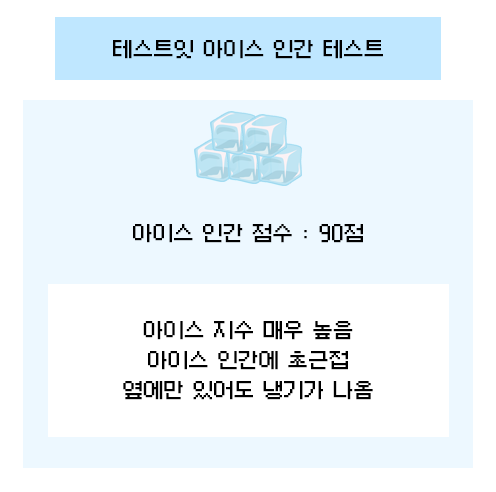 테스트잇 아이스 인간 테스트
아이스 인간 점수 : 90점
아이스 지수 매우 높음
아이스 인간에 초근접
옆에만 있어도 냉기가 나옴